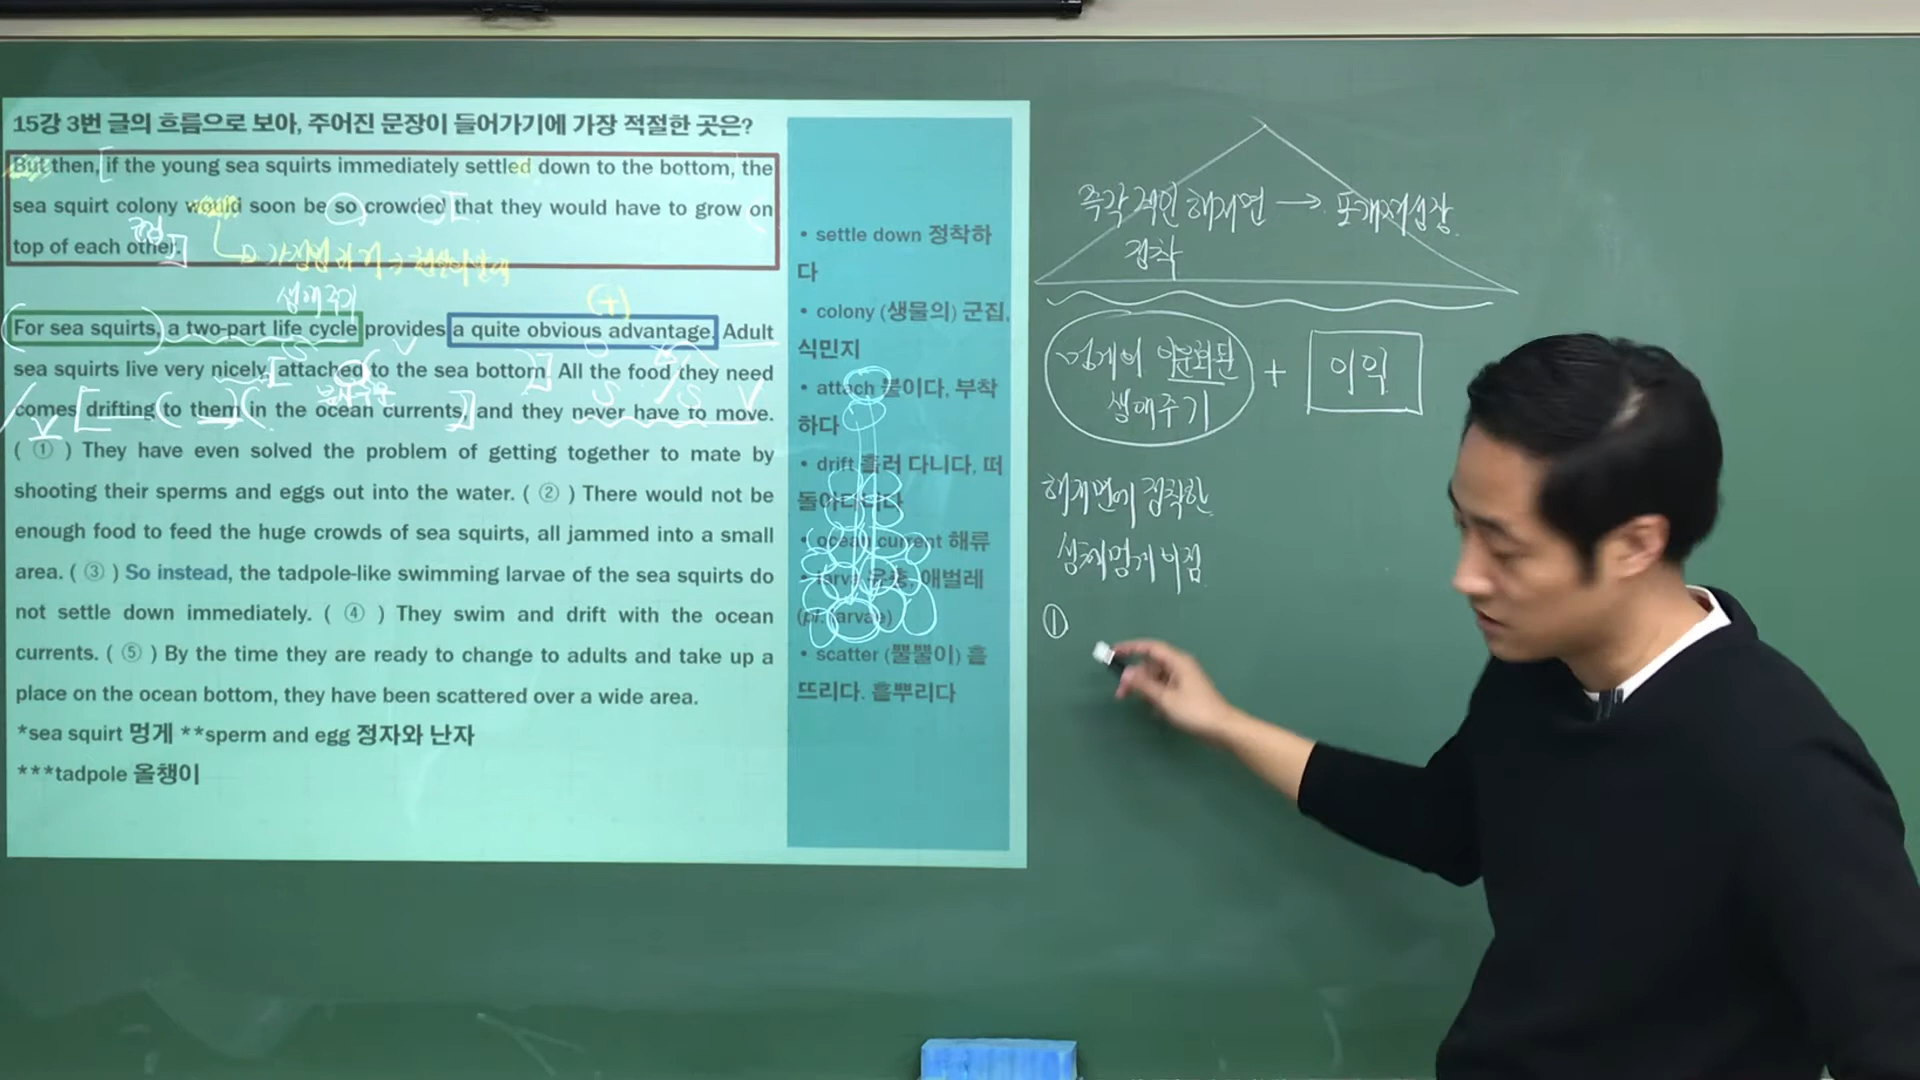 15강 3번 글의 흐름으로 보아, 주어진 문장이 들어가기에 가장 적절한 곳은?
But then, if the young sea squirts immediately settled down to the bottom, the
sea squirt colony would soon be so crowded that they would have to grow on
top of each other.
생애주기
(+)
For sea squirts, a two-part life cycle provides a quite obvious advantage. Adult
sea squirts live very nicely, attached to the sea bottom. All the food they need
comes drifting to them in the ocean currents, and they never have to move.
( ① ) They have even solved the problem of getting together to mate by
shooting their sperms and eggs out into the water. ( ② ) There would not be
enough food to feed the huge crowds of sea squirts, all jammed into a small
area. ( ③ ) So instead, the tadpole-like swimming larvae of the sea squirts do
not settle down immediately. ( ④ ) They swim and drift with the ocean
currents. ( ⑤ ) By the time they are ready to change to adults and take up a
place on the ocean bottom, they have been scattered over a wide area.
*sea squirt 멍게 **sperm and egg 정자와 난자
***tadpole 올챙이
• settle down 정착하
다
• colony (생물의) 군집,
식민지
• attach 붙이다, 부착
하다
• drift 흘러 다니다, 떠
돌아다니다
• ocean current 해류
• larva 유충, 애벌레
(pl. larvae)
• scatter (뿔뿔이) 흩
뜨리다. 흩뿌리다
즉각적인 해저면 → 포개져성장
정착
멍게의 이분화된
생애주기
+ 이익
해저면에 정착한
성체멍게 이점
①